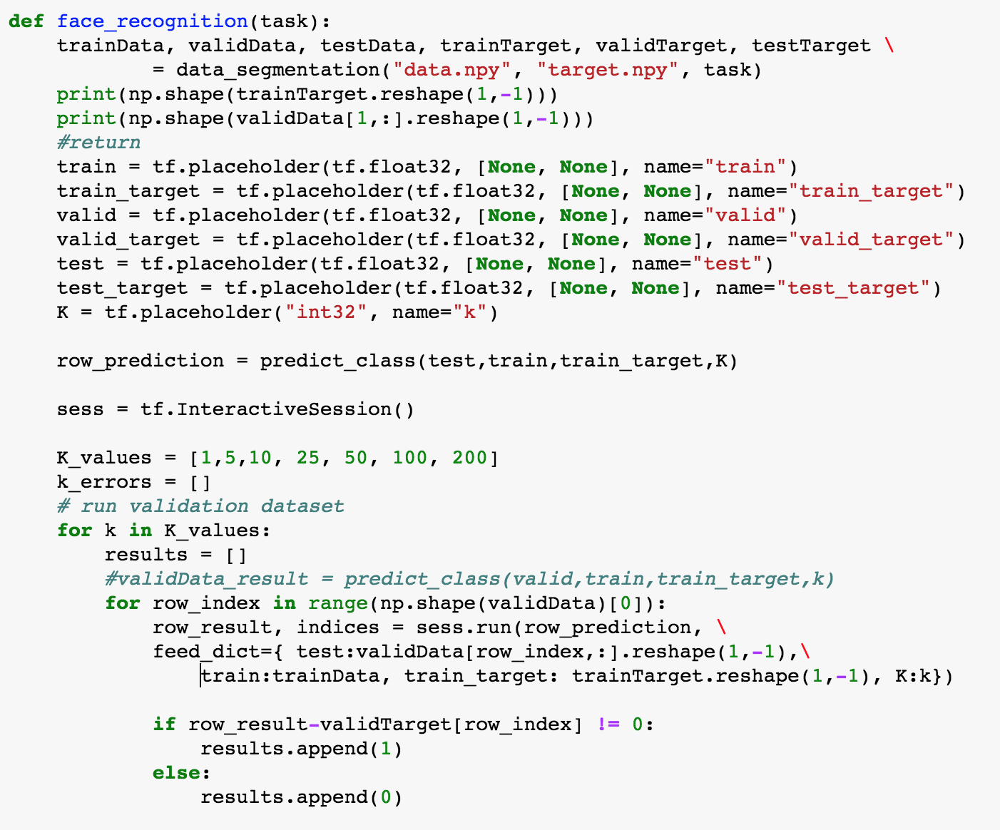 def face_recognition(task):
    trainData, validData, testData, trainTarget, validTarget, testTarget \
            = data_segmentation("data.npy", "target.npy", task)
    print(np.shape(trainTarget.reshape(1,-1)))
    print(np.shape(validData[1,:].reshape(1,-1)))
    #return
    train = tf.placeholder(tf.float32, [None, None], name="train")
    train_target = tf.placeholder(tf.float32, [None, None], name="train_target")
    valid = tf.placeholder(tf.float32, [None, None], name="valid")
    valid_target = tf.placeholder(tf.float32, [None, None], name="valid_target")
    test = tf.placeholder(tf.float32, [None, None], name="test")
    test_target = tf.placeholder(tf.float32, [None, None], name="test_target")
    K = tf.placeholder("int32", name="k")

    row_prediction = predict_class(test,train,train_target,K)

    sess = tf.InteractiveSession()

    K_values = [1,5,10, 25, 50, 100, 200]
    k_errors = []
    # run validation dataset
    for k in K_values:
        results = []
        #validData_result = predict_class(valid,train,train_target,k)
        for row_index in range(np.shape(validData)[0]):
            row_result, indices = sess.run(row_prediction, \
            feed_dict={ test:validData[row_index,:].reshape(1,-1),\
                train:trainData, train_target: trainTarget.reshape(1,-1), K:k})

            if row_result-validTarget[row_index] != 0:
                results.append(1)
            else:
                results.append(0)